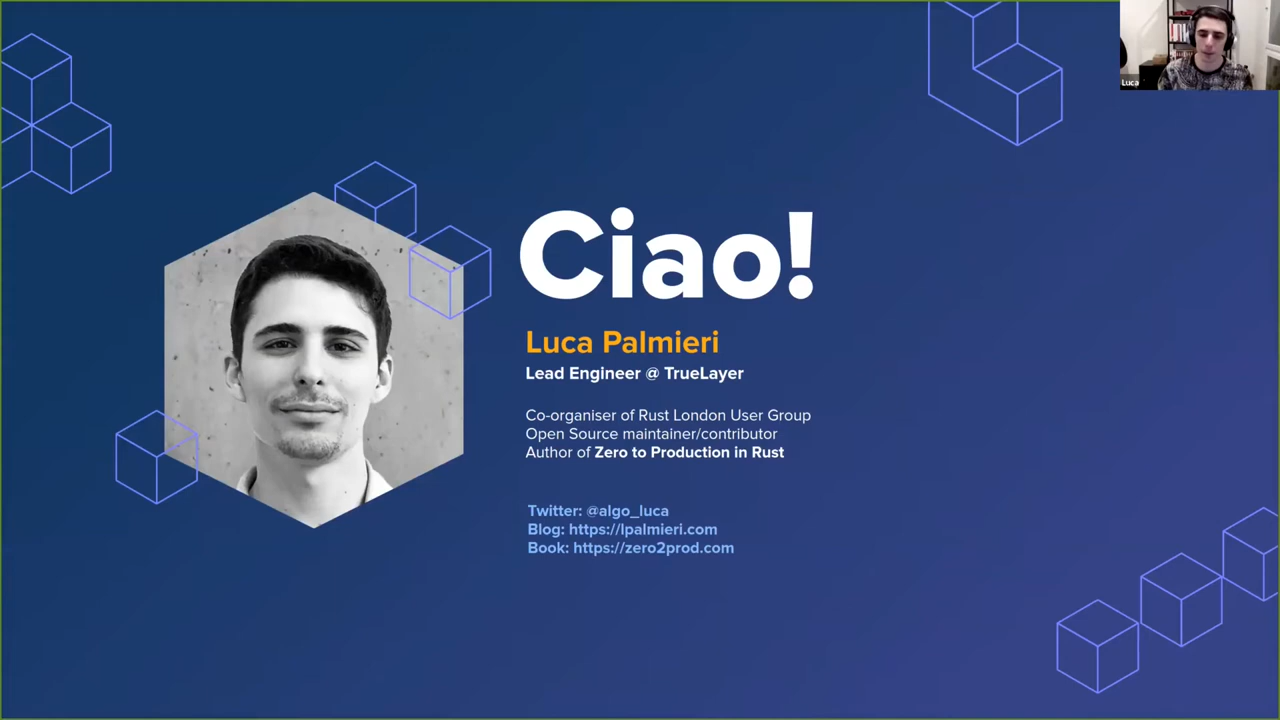 Luca
Ciao!
Luca Palmieri
Lead Engineer @ TrueLayer
Co-organiser of Rust London User Group
Open Source maintainer/contributor
Author of Zero to Production in Rust
Twitter: @algo_luca
Blog: https://lpalmieri.com
Book: https://zero2prod.com